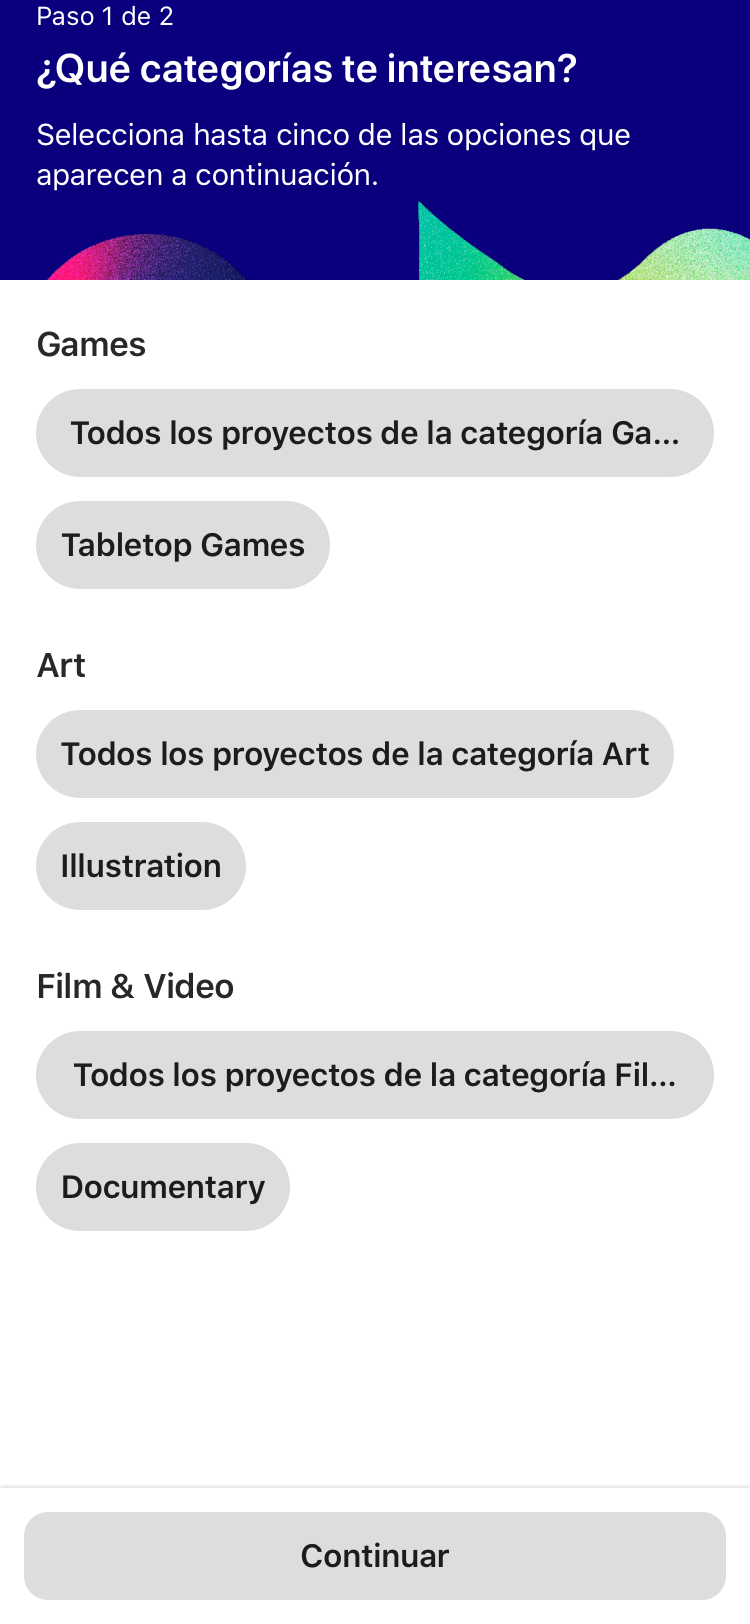 Paso 1 de 2
¿Qué categorías te interesan?
Selecciona hasta cinco de las opciones que
aparecen a continuación.
Games
Todos los proyectos de la categoría Ga...
Tabletop Games
Art
Todos los proyectos de la categoría Art
Illustration
Film & Video
Todos los proyectos de la categoría Fil...
Documentary
Continuar